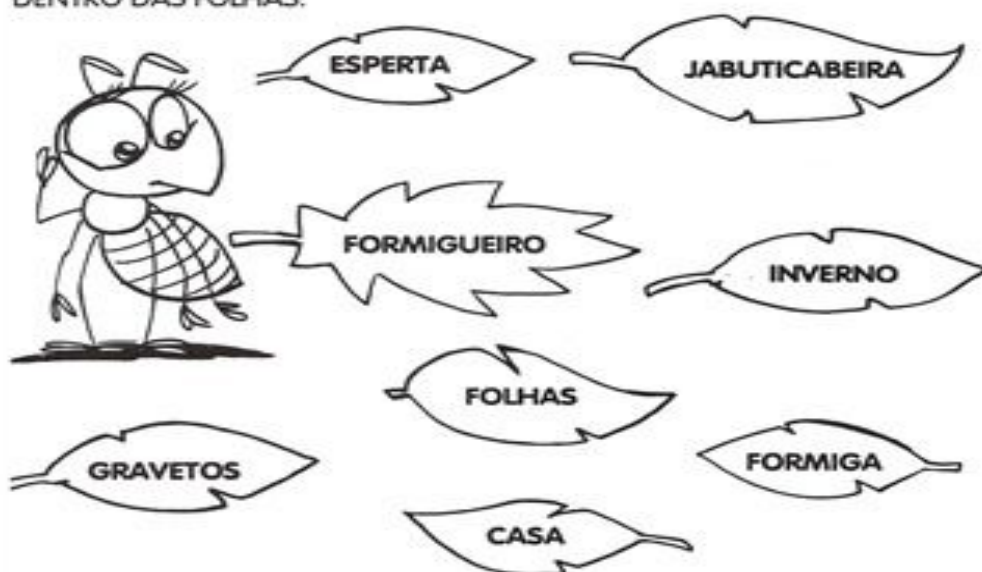 DENTRO DAS FOLHAS.
ESPERTA
JABUTICABEIRA
FORMIGUEIRO
INVERNO
FOLHAS
GRAVETOS
FORMIGA
CASA